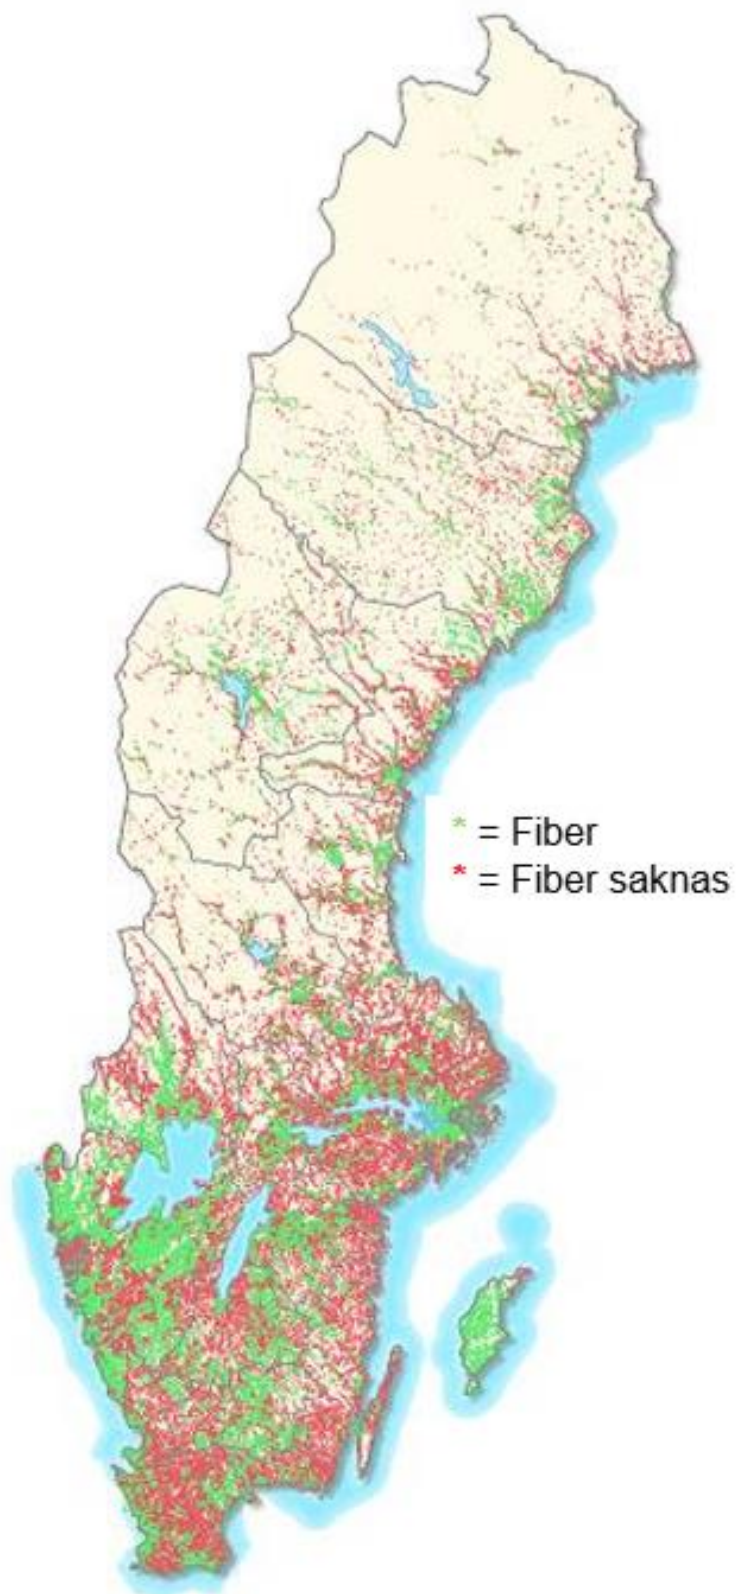 * = Fiber
* = Fiber saknas